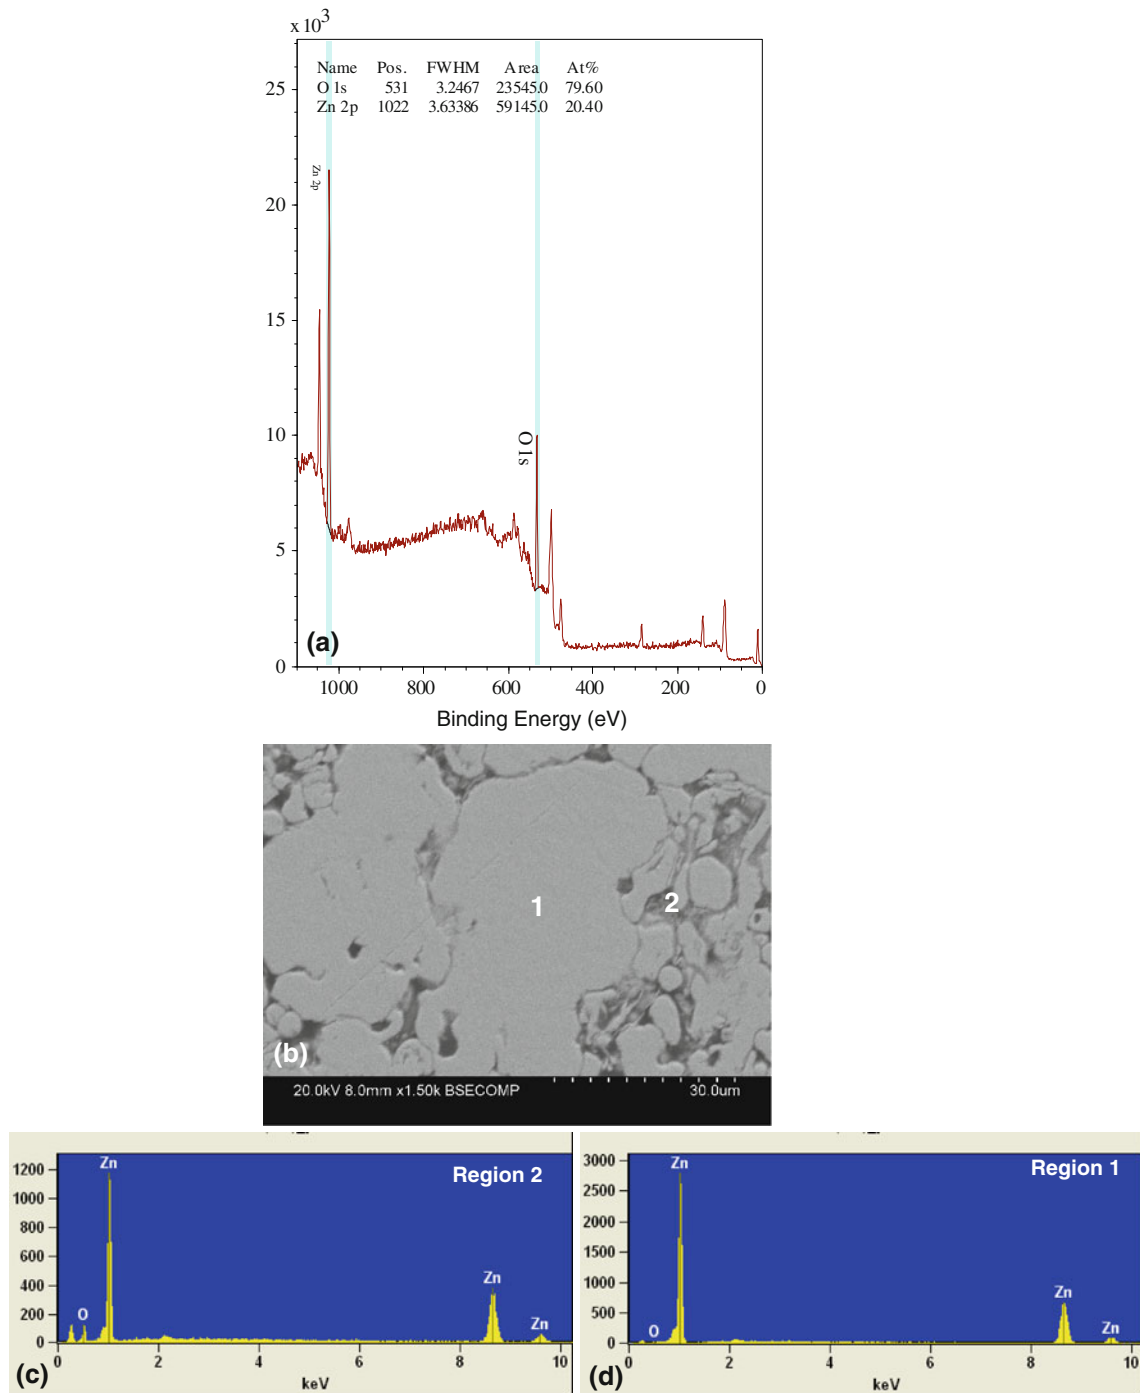 x 10³
Name Pos. FWHM Area At%
O 1s 531 3.2467 23545.0 79.60
Zn 2p 1022 3.63386 59145.0 20.40
25
Zn 2p
20
15
10
O 1s
5
(a)
0
1000 800 600 400 200 0
Binding Energy (eV)
1
2
(b)
20.0kV 8.0mm x1.50k BSECOMP 30.0um
1200
1000
800
600
400
200
0
Zn
Region 2
O
Zn
Zn
0 2 4 6 8 10
(c)
keV
3000
2500
2000
1500
1000
500
0
Zn
Region 1
O
Zn
Zn
0 2 4 6 8 10
(d)
keV